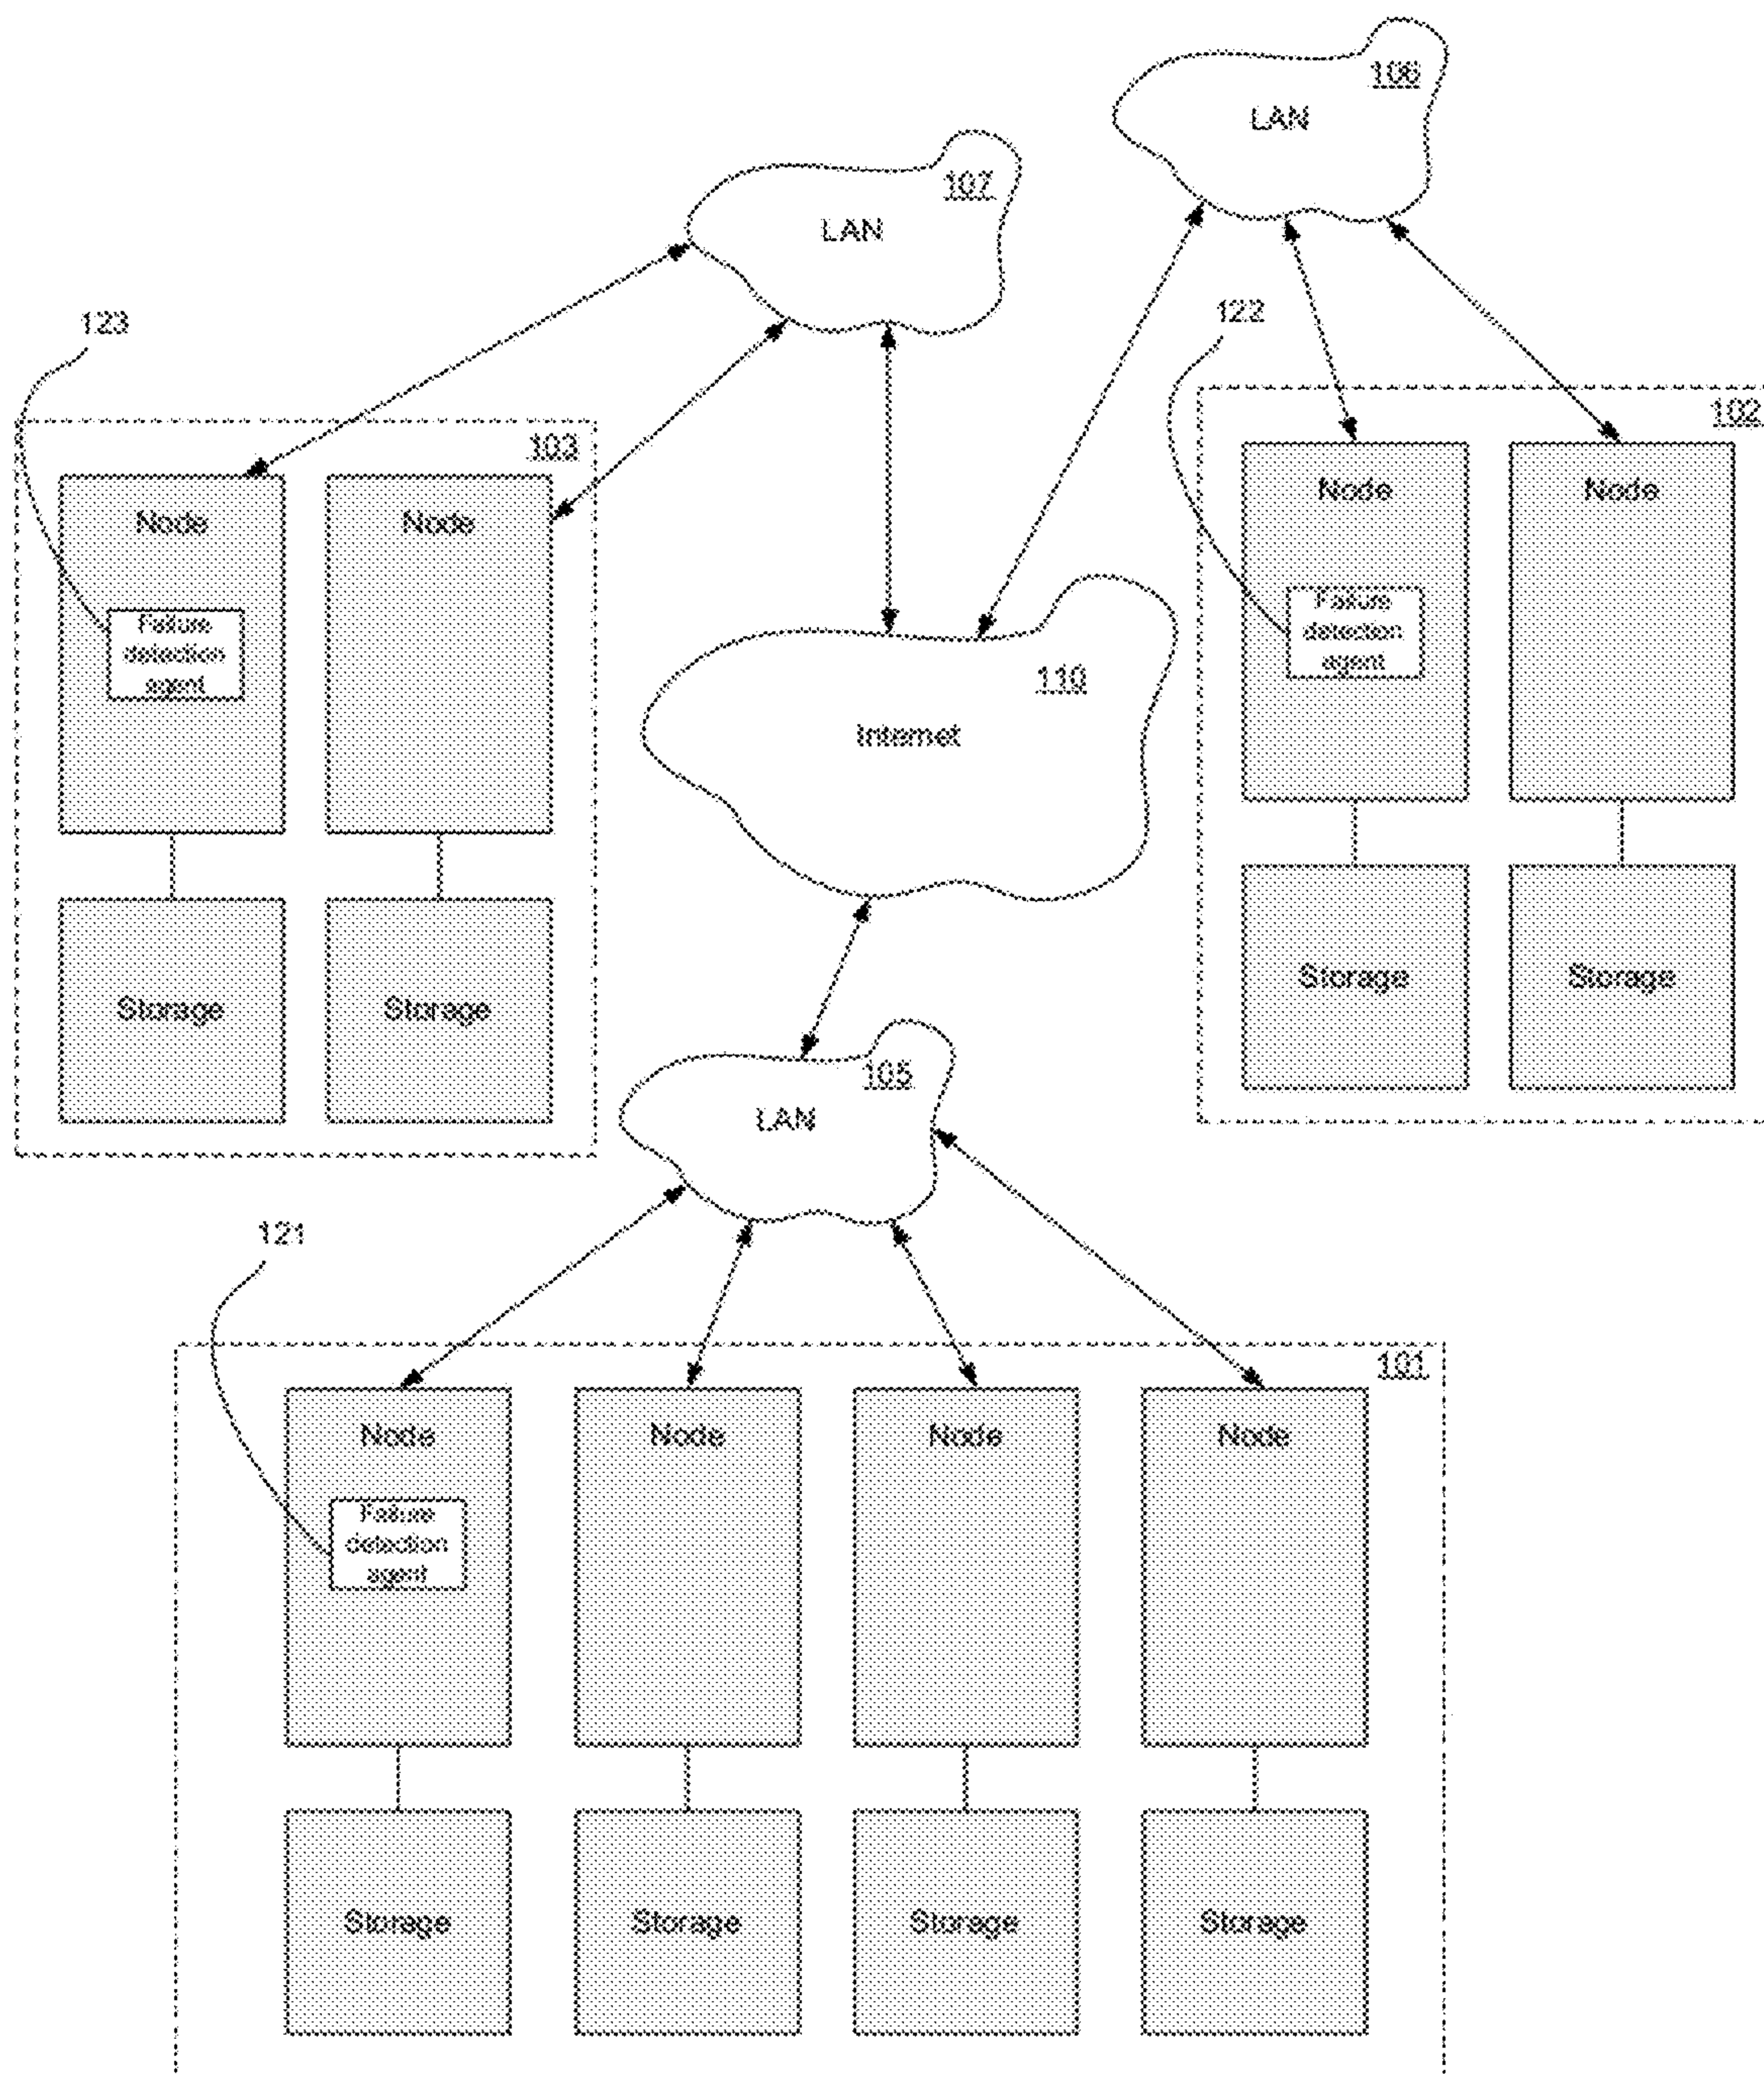 106
LAN
107
LAN
123
122
103
102
Node
Node
Node
Node
Failure
detection
agent
Failure
detection
agent
110
Internet
Storage
Storage
Storage
Storage
105
LAN
121
101
Node
Node
Node
Node
Failure
detection
agent
Storage
Storage
Storage
Storage